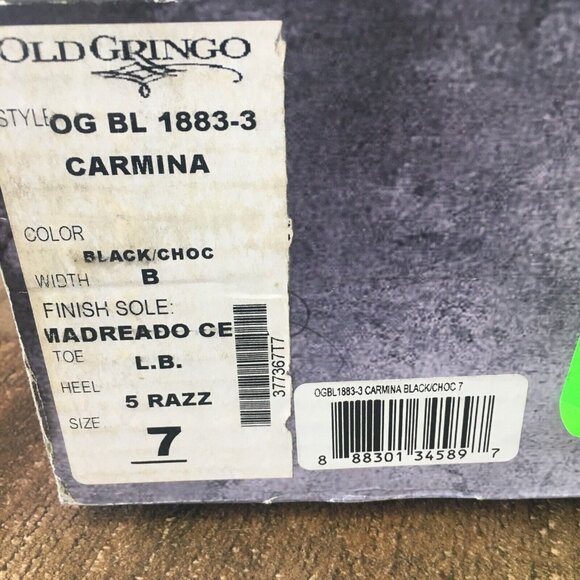 OLD GRINGO
STYLE OG BL 1883-3
CARMINA
COLOR
BLACK/CHOC
WIDTH B
FINISH SOLE:
MADREADO CE
TOE L.B.
HEEL 5 RAZZ
SIZE 7
377367T7
OGBL1883-3 CARMINA BLACK/CHOC 7
8 88301 34589 7